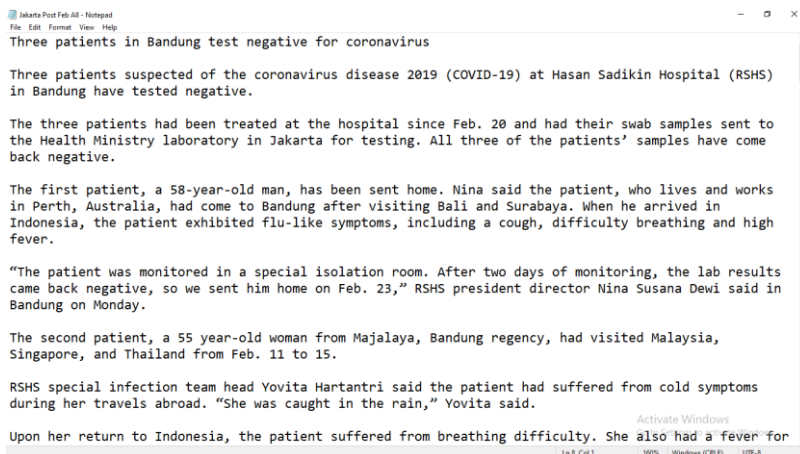 Jakarta Post Feb All - Notepad
File Edit Format View Help
Three patients in Bandung test negative for coronavirus
Three patients suspected of the coronavirus disease 2019 (COVID-19) at Hasan Sadikin Hospital (RSHS)
in Bandung have tested negative.
The three patients had been treated at the hospital since Feb. 20 and had their swab samples sent to
the Health Ministry laboratory in Jakarta for testing. All three of the patients’ samples have come
back negative.
The first patient, a 58-year-old man, has been sent home. Nina said the patient, who lives and works
in Perth, Australia, had come to Bandung after visiting Bali and Surabaya. When he arrived in
Indonesia, the patient exhibited flu-like symptoms, including a cough, difficulty breathing and high
fever.
“The patient was monitored in a special isolation room. After two days of monitoring, the lab results
came back negative, so we sent him home on Feb. 23,” RSHS president director Nina Susana Dewi said in
Bandung on Monday.
The second patient, a 55 year-old woman from Majalaya, Bandung regency, had visited Malaysia,
Singapore, and Thailand from Feb. 11 to 15.
RSHS special infection team head Yovita Hartantri said the patient had suffered from cold symptoms
during her travels abroad. “She was caught in the rain,” Yovita said.
Activate Windows
Upon her return to Indonesia, the patient suffered from breathing difficulty. She also had a fever for
Ln 8, Col 1 160% Windows (CRLF) UTF-8